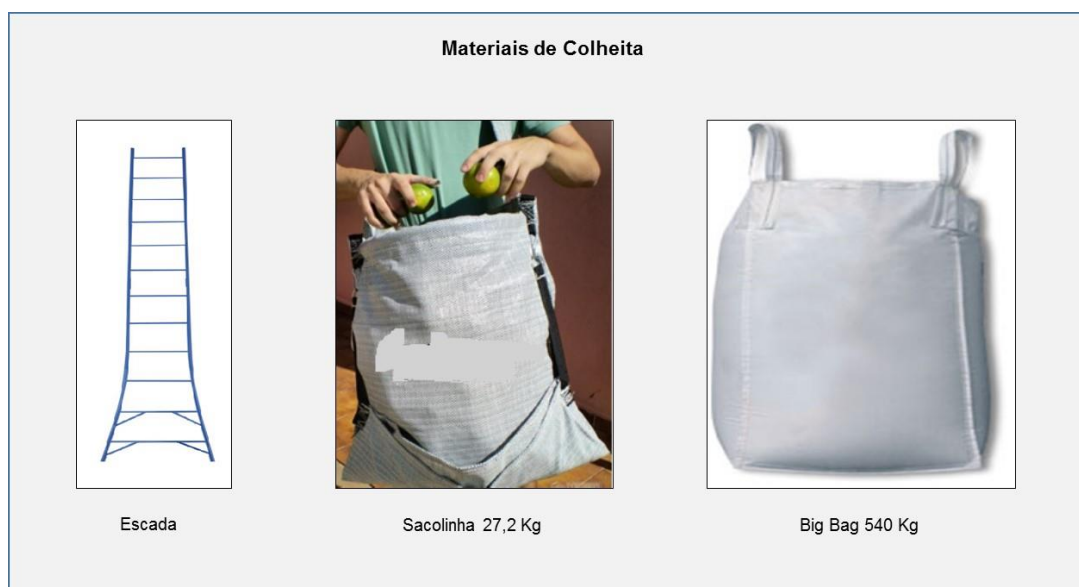 Materiais de Colheita
Escada
Sacolinha 27,2 Kg
Big Bag 540 Kg